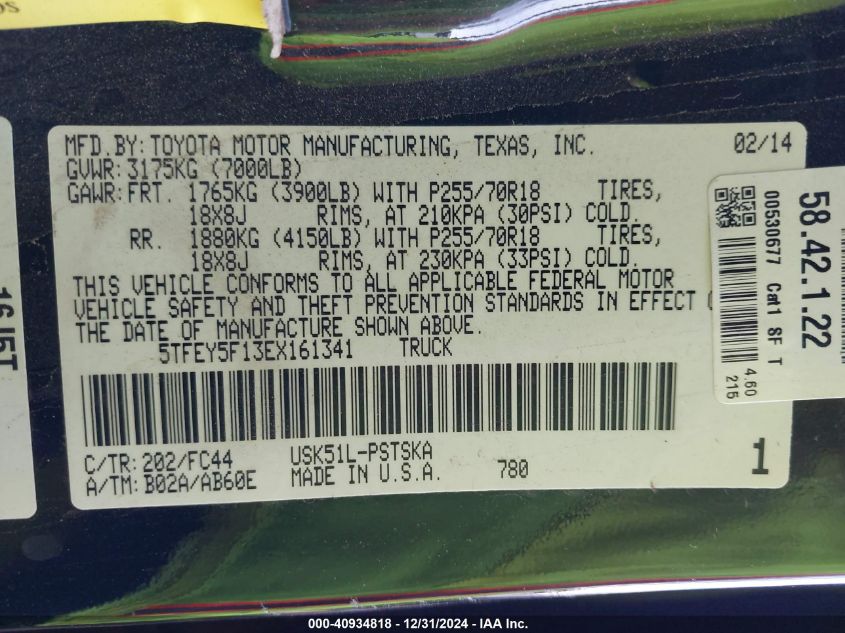 MFD.BY: TOYOTA MOTOR MANUFACTURING, TEXAS, INC. 02/14
GVWR: 3175KG (7000LB)
GAWR: FRT. 1765KG (3900LB) WITH P255/70R18 TIRES,
18X8J RIMS, AT 210KPA (30PSI) COLD.
RR. 1880KG (4150LB) WITH P255/70R18 TIRES,
18X8J RIMS, AT 230KPA (33PSI) COLD.
THIS VEHICLE CONFORMS TO ALL APPLICABLE FEDERAL MOTOR
VEHICLE SAFETY AND THEFT PREVENTION STANDARDS IN EFFECT
THE DATE OF MANUFACTURE SHOWN ABOVE.
5TFEY5F13EX161341 TRUCK
C/TR: 202/FC44 USK51L-PSTSKA
A/TM: B02A/AB60E MADE IN U.S.A. 780
1
58.42.1.22
00530677 Cat1 SF T
4.60
215
000-40934818 - 12/31/2024 - IAA Inc.